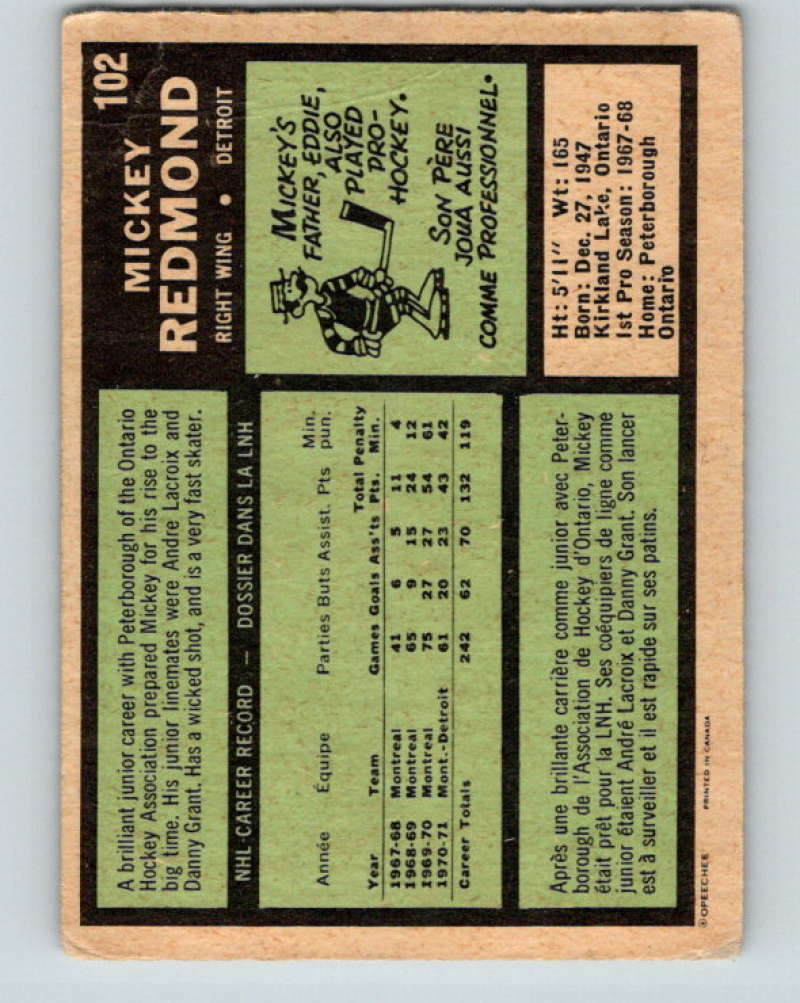 102
MICKEY
REDMOND
RIGHT WING • DETROIT
A brilliant junior career with Peterborough of the Ontario
Hockey Association prepared Mickey for his rise to the
big time. His junior linemates were Andre Lacroix and
Danny Grant. Has a wicked shot, and is a very fast skater.
MICKEY'S
FATHER, EDDIE,
ALSO
PLAYED
PRO-
HOCKEY.
SON PÈRE
JOUA AUSSI
COMME PROFESSIONNEL.
NHL-CAREER RECORD — DOSSIER DANS LA LNH
Année Équipe Parties Buts Assist. Pts Min. pun.
Year Team Games Goals Ass'ts Total Pts. Penalty Min.
1967-68 Montreal 41 6 5 11 4
1968-69 Montreal 65 9 15 24 12
1969-70 Montreal 75 27 27 54 61
1970-71 Mont.-Detroit 61 20 23 43 42
Career Totals 242 62 70 132 119
Ht: 5'11" Wt: 165
Born: Dec. 27, 1947
Kirkland Lake, Ontario
1st Pro Season: 1967-68
Home: Peterborough
Ontario
Après une brillante carrière comme junior avec Peter-
borough de l'Association de Hockey d'Ontario, Mickey
était prêt pour la LNH. Ses coéquipiers de ligne comme
junior étaient André Lacroix et Danny Grant. Son lancer
est à surveiller et il est rapide sur ses patins.
©OPEECHEE PRINTED IN CANADA